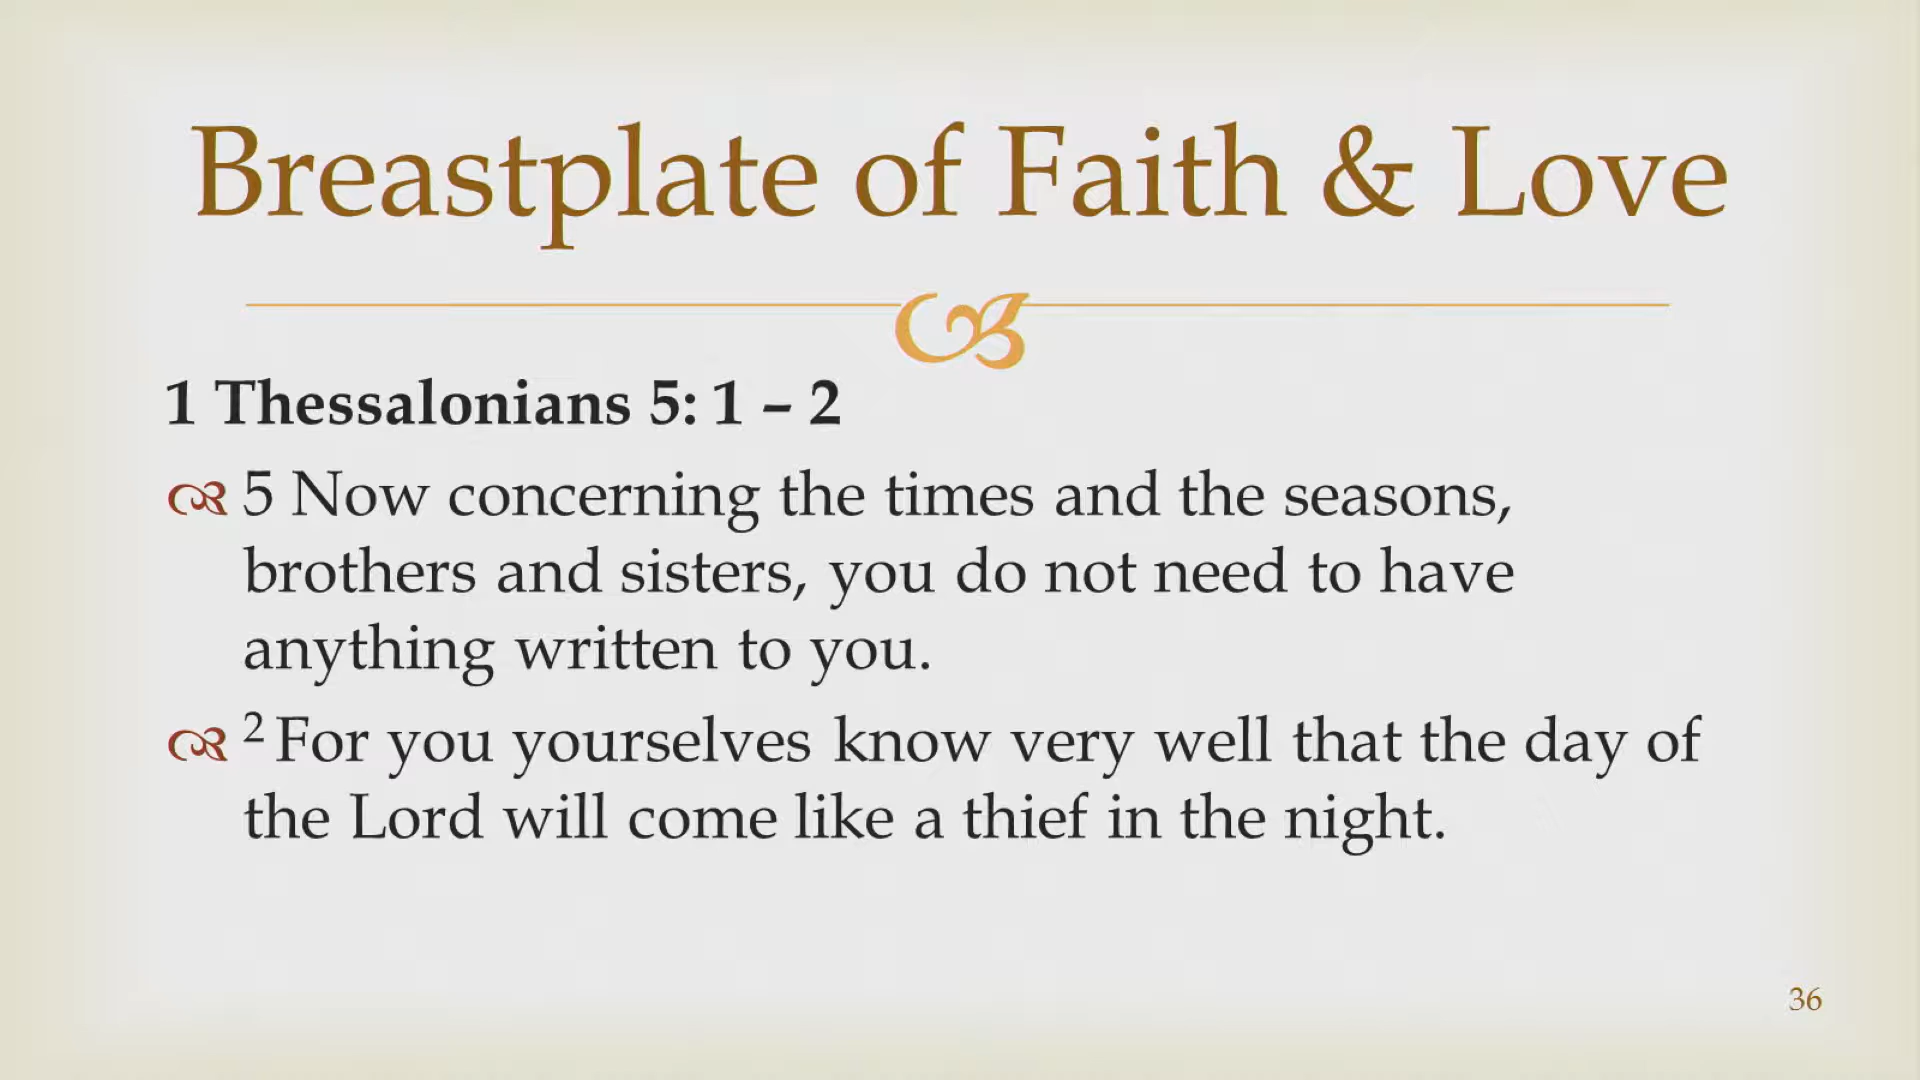 Breastplate of Faith & Love
1 Thessalonians 5: 1 – 2
5 Now concerning the times and the seasons,
brothers and sisters, you do not need to have
anything written to you.
2 For you yourselves know very well that the day of
the Lord will come like a thief in the night.
36